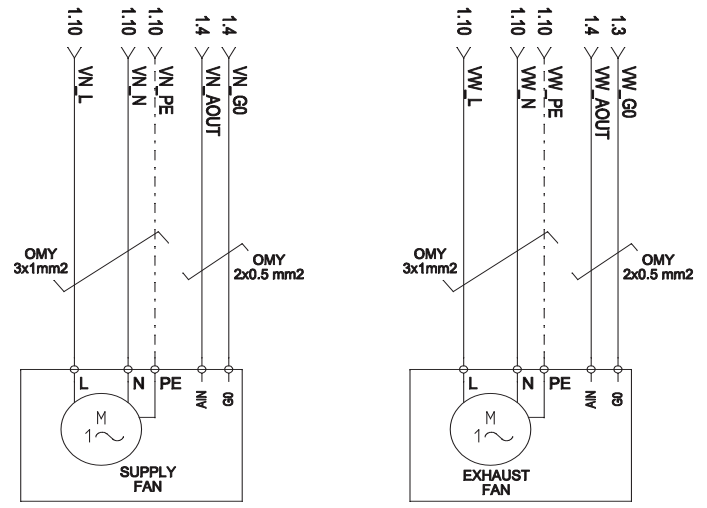 1.10
1.10
1.10
1.4
1.4
VN_L
VN_N
VN_PE
VN_AOUT
VN_G0
OMY
3x1mm2
OMY
2x0.5 mm2
L
N
PE
AIN
G0
M
1~
SUPPLY
FAN
1.10
1.10
1.10
1.4
1.3
VW_L
VW_N
VW_PE
VW_AOUT
VW_G0
OMY
3x1mm2
OMY
2x0.5 mm2
L
N
PE
AIN
G0
M
1~
EXHAUST
FAN